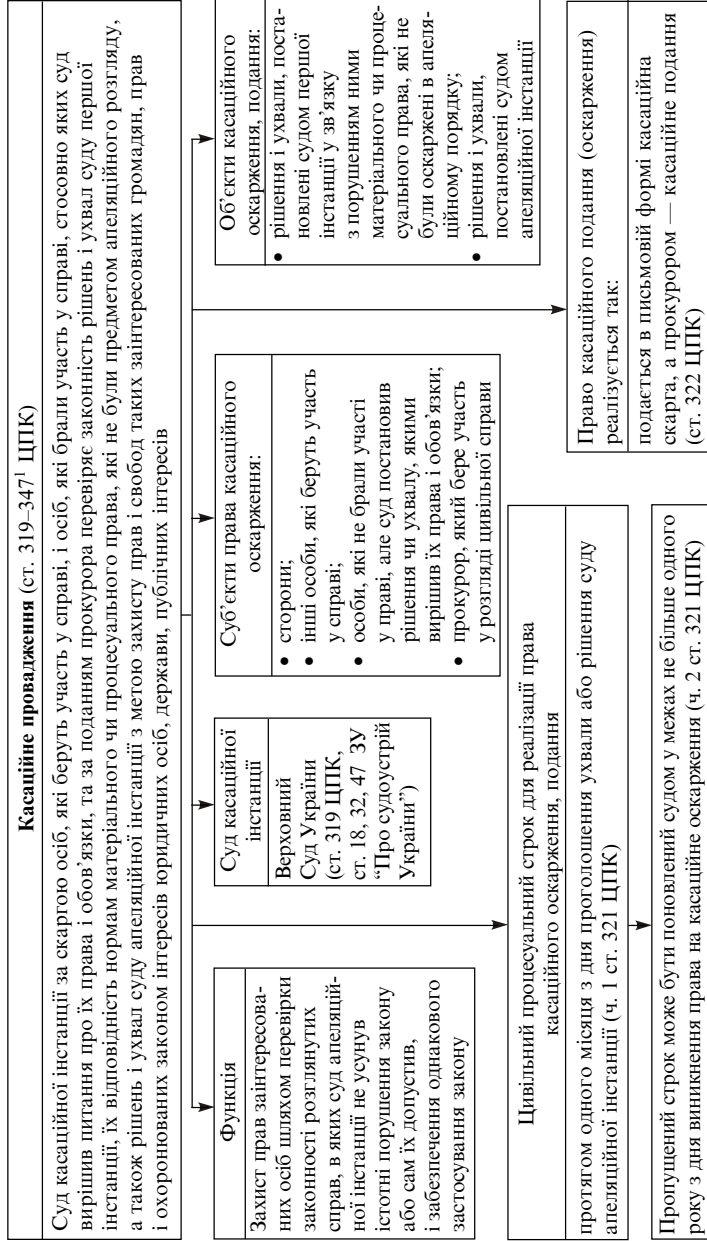 Касаційне провадження (ст. 319–347¹ ЦПК)
Суд касаційної інстанції за скаргою осіб, які беруть участь у справі, і осіб, які брали участь у справі, стосовно яких суд
вирішив питання про їх права і обов’язки, та за поданням прокурора перевіряє законність рішень і ухвал суду першої
інстанції, їх відповідність нормам матеріального чи процесуального права, які не були предметом апеляційного розгляду,
а також рішень і ухвал суду апеляційної інстанції з метою захисту прав і свобод таких заінтересованих громадян, прав
і охоронюваних законом інтересів юридичних осіб, держави, публічних інтересів
Функція
Захист прав заінтересова-
них осіб шляхом перевірки
законності розглянутих
справ, в яких суд апеляцій-
ної інстанції не усунув
істотні порушення закону
або сам їх допустив,
і забезпечення однакового
застосування закону
Суд касаційної
інстанції
Верховний
Суд України
(ст. 319 ЦПК,
ст. 18, 32, 47 ЗУ
“Про судоустрій
України”)
Суб’єкти права касаційного
оскарження:
• сторони;
• інші особи, які беруть участь
у справі;
• особи, які не брали участі
у праві, але суд постановив
рішення чи ухвалу, якими
вирішив їх права і обов’язки;
• прокурор, який бере участь
у розгляді цивільної справи
Об’єкти касаційного
оскарження, подання:
• рішення і ухвали, поста-
новлені судом першої
інстанції у зв’язку
з порушенням ними
матеріального чи проце-
суального права, які не
були оскаржені в апеля-
ційному порядку;
• рішення і ухвали,
постановлені судом
апеляційної інстанції
Цивільний процесуальний строк для реалізації права
касаційного оскарження, подання
протягом одного місяця з дня проголошення ухвали або рішення суду
апеляційної інстанції (ч. 1 ст. 321 ЦПК)
Пропущений строк може бути поновлений судом у межах не більше одного
року з дня виникнення права на касаційне оскарження (ч. 2 ст. 321 ЦПК)
Право касаційного подання (оскарження)
реалізується так:
подається в письмовій формі касаційна
скарга, а прокурором — касаційне подання
(ст. 322 ЦПК)